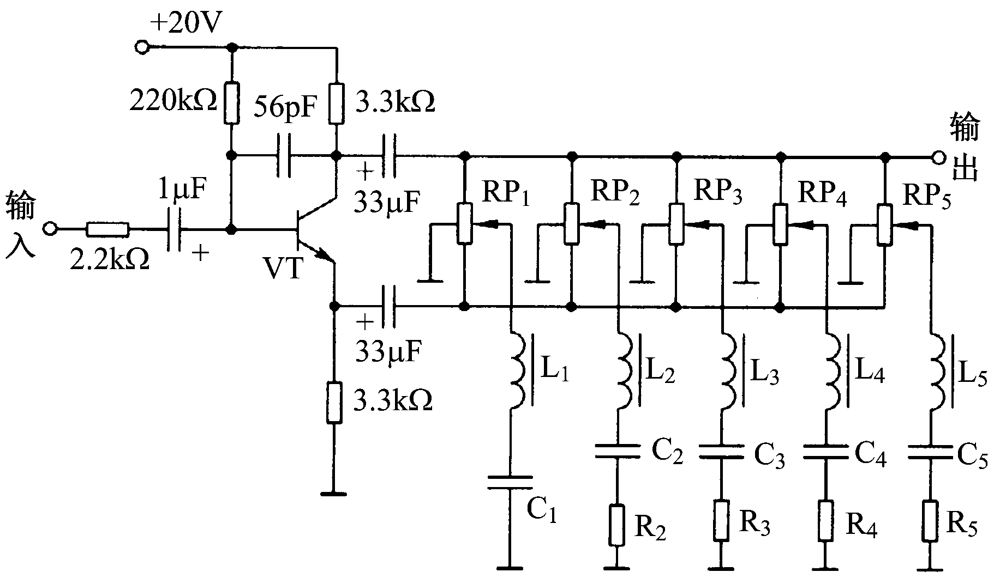 +20V
220kΩ
56pF
3.3kΩ
输出
1μF
+
33μF
RP₁
RP₂
RP₃
RP₄
RP₅
输入
2.2kΩ
+
VT
+
33μF
L₁
L₂
L₃
L₄
L₅
3.3kΩ
C₂
C₃
C₄
C₅
C₁
R₂
R₃
R₄
R₅